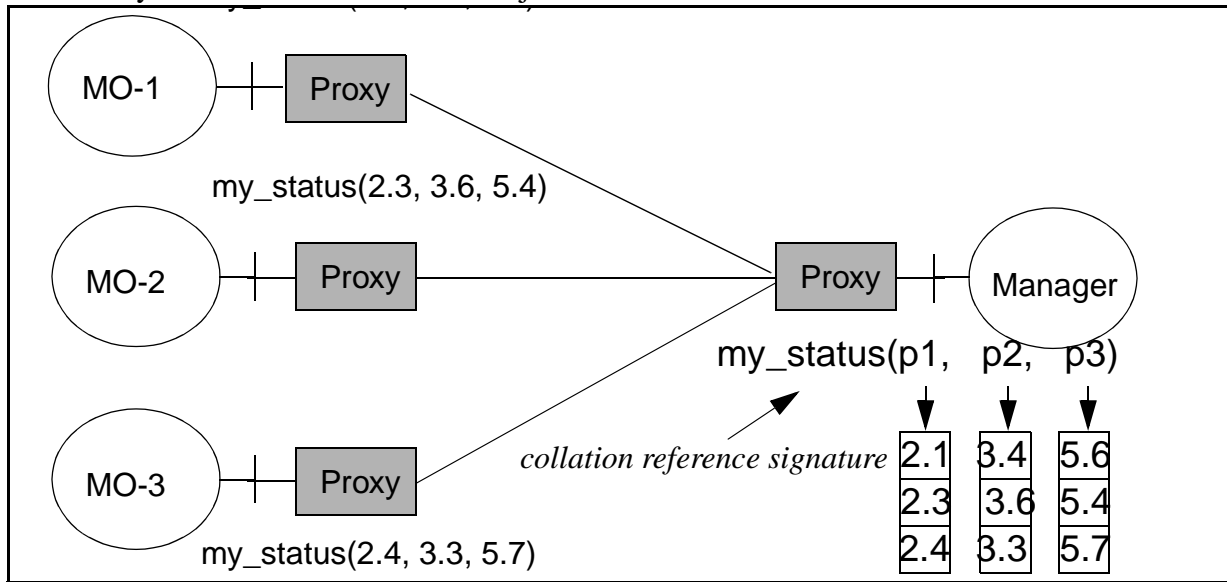 MO-1
Proxy
my_status(2.3, 3.6, 5.4)
MO-2
Proxy
Proxy
Manager
my_status(p1, p2, p3)
collation reference signature
2.1 3.4 5.6
2.3 3.6 5.4
2.4 3.3 5.7
MO-3
Proxy
my_status(2.4, 3.3, 5.7)